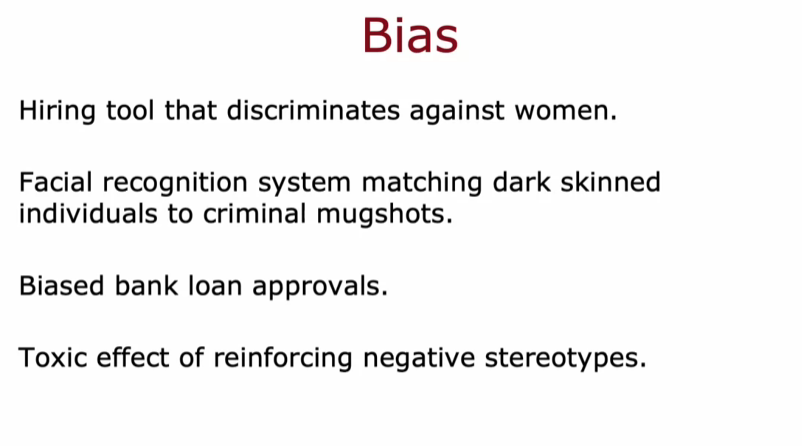 Bias
Hiring tool that discriminates against women.
Facial recognition system matching dark skinned
individuals to criminal mugshots.
Biased bank loan approvals.
Toxic effect of reinforcing negative stereotypes.